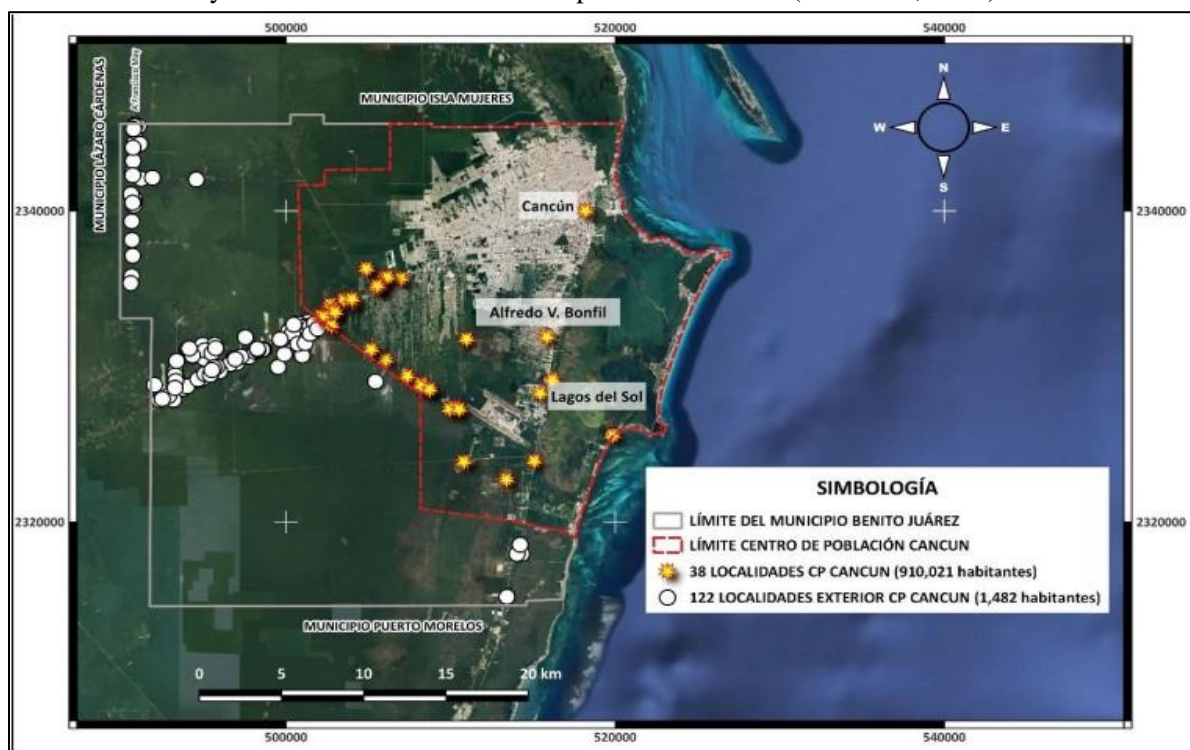 500000 520000 540000
MUNICIPIO ISLA MUJERES
MUNICIPIO LÁZARO CÁRDENAS
N
W E
S
2340000 2340000
Cancún
Alfredo V. Bonfil
Lagos del Sol
SIMBOLOGÍA
LÍMITE DEL MUNICIPIO BENITO JUÁREZ
LÍMITE CENTRO DE POBLACIÓN CANCUN
38 LOCALIDADES CP CANCUN (910,021 habitantes)
122 LOCALIDADES EXTERIOR CP CANCUN (1,482 habitantes)
2320000 2320000
MUNICIPIO PUERTO MORELOS
0 5 10 15 20 km
500000 520000 540000